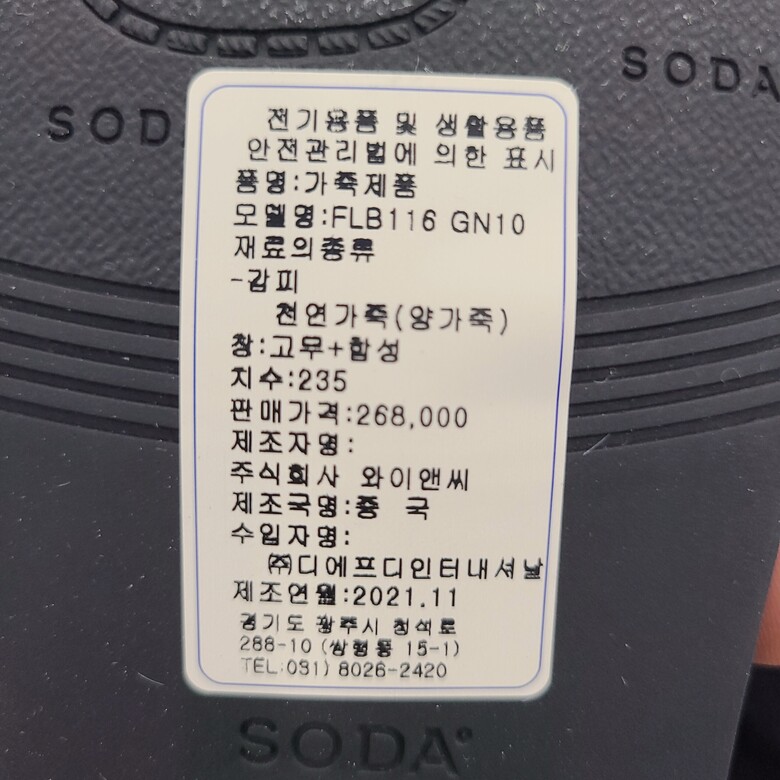 SODA
SOD
전기용품 및 생활용품
안전관리법에 의한 표시
품명:가죽제품
모델명:FLB116 GN10
재료의종류
-갑피
천연가죽(양가죽)
창:고무+합성
치수:235
판매가격:268,000
제조자명:
주식회사 와이앤씨
제조국명:중 국
수입자명:
㈜디에프디인터내셔날
제조연월:2021.11
경기도 광주시 청석로
288-10 (쌍령동 15-1)
TEL:031) 8026-2420
SODA®